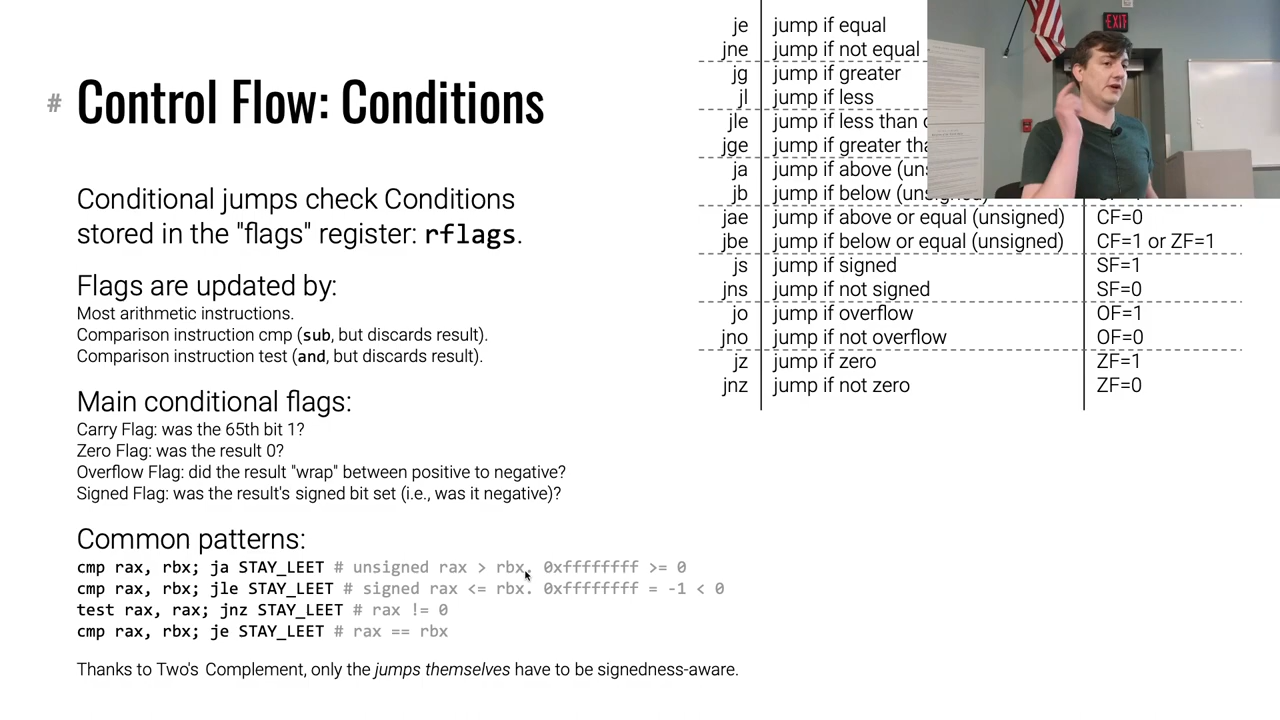 # Control Flow: Conditions
Conditional jumps check Conditions
stored in the "flags" register: rflags.
Flags are updated by:
Most arithmetic instructions.
Comparison instruction cmp (sub, but discards result).
Comparison instruction test (and, but discards result).
Main conditional flags:
Carry Flag: was the 65th bit 1?
Zero Flag: was the result 0?
Overflow Flag: did the result "wrap" between positive to negative?
Signed Flag: was the result's signed bit set (i.e., was it negative)?
Common patterns:
cmp rax, rbx; ja STAY_LEET # unsigned rax > rbx. 0xffffffff >= 0
cmp rax, rbx; jle STAY_LEET # signed rax <= rbx. 0xffffffff = -1 < 0
test rax, rax; jnz STAY_LEET # rax != 0
cmp rax, rbx; je STAY_LEET # rax == rbx
Thanks to Two's Complement, only the jumps themselves have to be signedness-aware.
je jump if equal
jne jump if not equal
jg jump if greater
jl jump if less
jle jump if less than
jge jump if greater
ja jump if above
jb jump if below
jae jump if above or equal (unsigned) CF=0
jbe jump if below or equal (unsigned) CF=1 or ZF=1
js jump if signed SF=1
jns jump if not signed SF=0
jo jump if overflow OF=1
jno jump if not overflow OF=0
jz jump if zero ZF=1
jnz jump if not zero ZF=0
EXIT